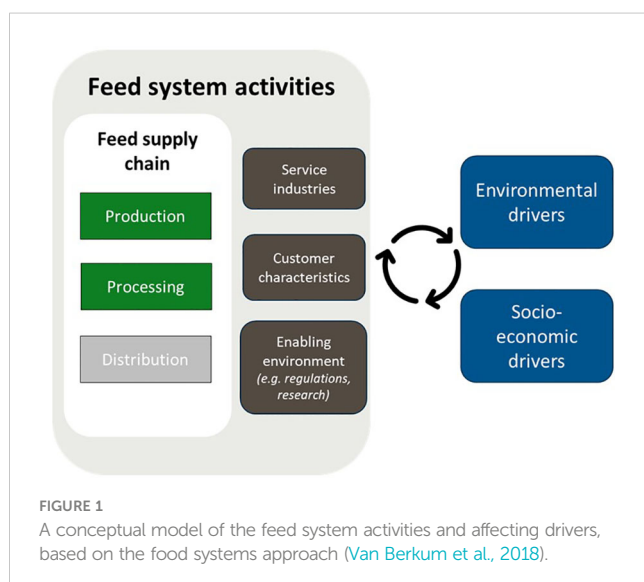 Feed system activities
Feed supply
chain
Production
Processing
Distribution
Service
industries
Customer
characteristics
Enabling
environment
(e.g. regulations,
research)
Environmental
drivers
Socio-
economic
drivers
FIGURE 1
A conceptual model of the feed system activities and affecting drivers,
based on the food systems approach (Van Berkum et al., 2018).